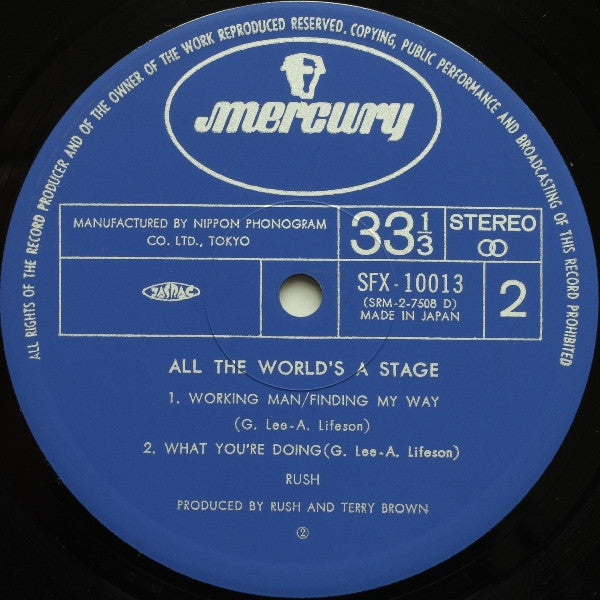 ALL RIGHTS OF THE RECORD PRODUCER AND OF THE OWNER OF THE WORK REPRODUCED RESERVED. COPYING, PUBLIC PERFORMANCE AND BROADCASTING OF THIS RECORD PROHIBITED
mercury
MANUFACTURED BY NIPPON PHONOGRAM
CO. LTD., TOKYO
33 1/3
STEREO
JASRAC
SFX-10013
(SRM-2-7508 D)
MADE IN JAPAN
2
ALL THE WORLD'S A STAGE
1. WORKING MAN/FINDING MY WAY
(G. Lee-A. Lifeson)
2. WHAT YOU'RE DOING(G. Lee-A. Lifeson)
RUSH
PRODUCED BY RUSH AND TERRY BROWN
②